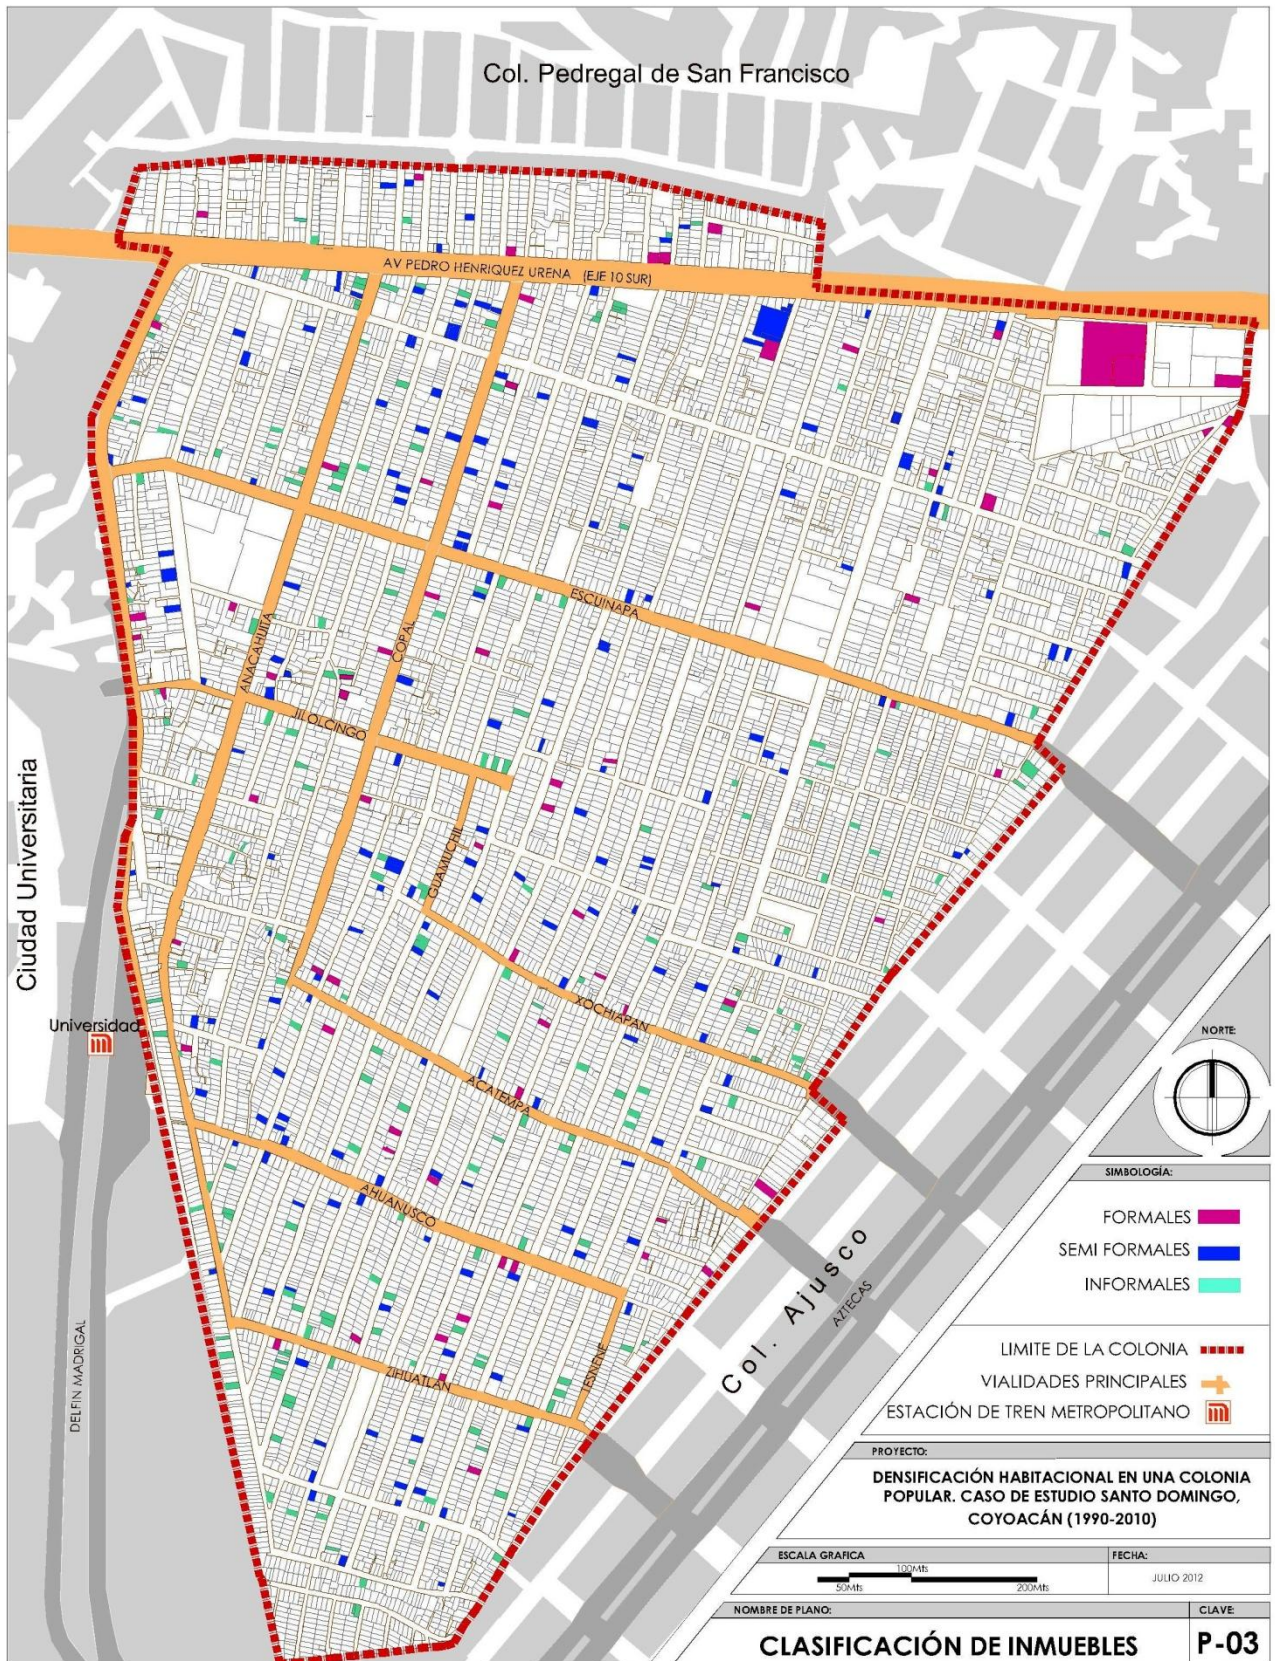 Col. Pedregal de San Francisco
AV PEDRO HENRIQUEZ URENA (EJE 10 SUR)
ESCUINAPA
ANACAHUITA
COPAL
JILOLCINGO
GUAMUCHIL
Ciudad Universitaria
Universidad
XOCHIAPAN
ACATEMPA
AHUANUSCO
ZIHUATLAN
TESNENE
DELFIN MADRIGAL
Col. Ajusco
AZTECAS
NORTE:
SIMBOLOGÍA:
FORMALES
SEMI FORMALES
INFORMALES
LIMITE DE LA COLONIA
VIALIDADES PRINCIPALES
ESTACIÓN DE TREN METROPOLITANO
PROYECTO:
DENSIFICACIÓN HABITACIONAL EN UNA COLONIA
POPULAR. CASO DE ESTUDIO SANTO DOMINGO,
COYOACÁN (1990-2010)
ESCALA GRAFICA
100Mts
50Mts
200Mts
FECHA:
JULIO 2012
NOMBRE DE PLANO:
CLASIFICACIÓN DE INMUEBLES
CLAVE:
P-03